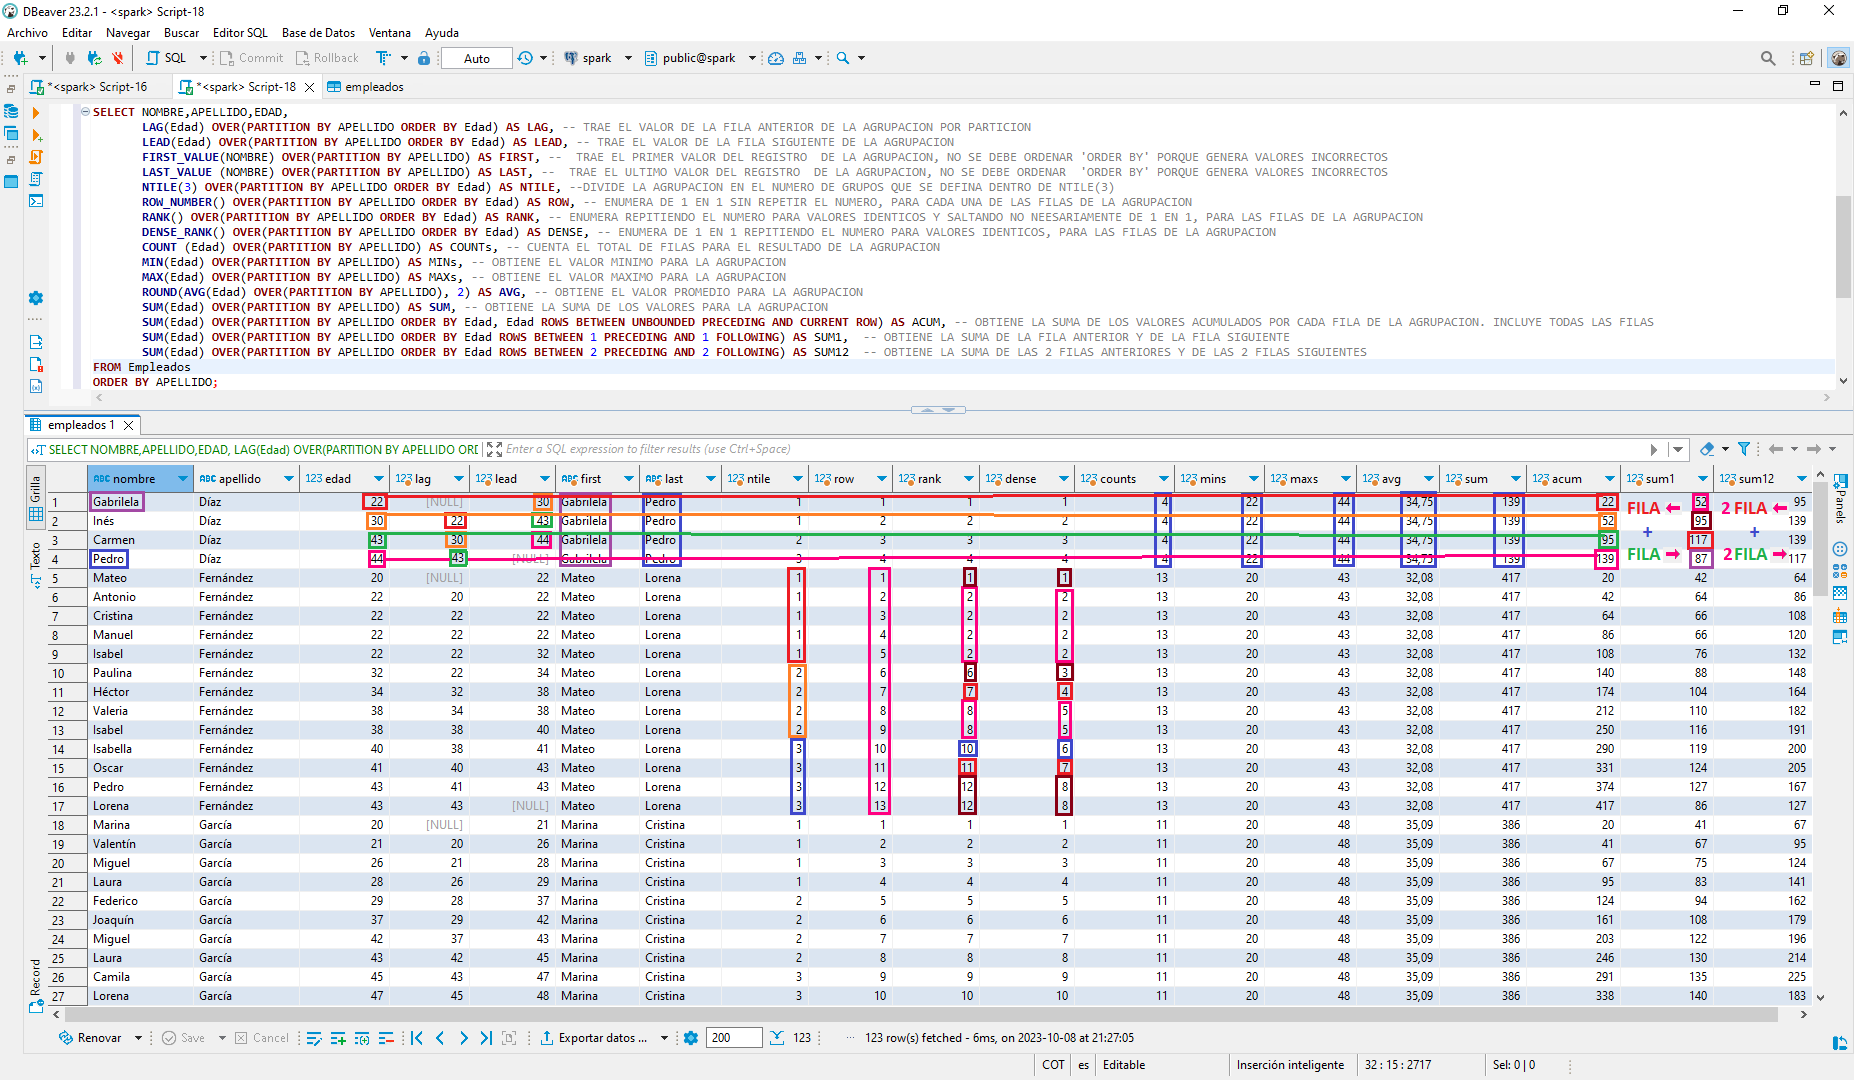 DBeaver 23.2.1 - <spark> Script-18
Archivo Editar Navegar Buscar Editor SQL Base de Datos Ventana Ayuda
SQL Commit Rollback Auto spark public@spark
*<spark> Script-16 *<spark> Script-18 empleados
SELECT NOMBRE,APELLIDO,EDAD,
LAG(Edad) OVER(PARTITION BY APELLIDO ORDER BY Edad) AS LAG, -- TRAE EL VALOR DE LA FILA ANTERIOR DE LA AGRUPACION POR PARTICION
LEAD(Edad) OVER(PARTITION BY APELLIDO ORDER BY Edad) AS LEAD, -- TRAE EL VALOR DE LA FILA SIGUIENTE DE LA AGRUPACION
FIRST_VALUE(NOMBRE) OVER(PARTITION BY APELLIDO) AS FIRST, -- TRAE EL PRIMER VALOR DEL REGISTRO DE LA AGRUPACION, NO SE DEBE ORDENAR 'ORDER BY' PORQUE GENERA VALORES INCORRECTOS
LAST_VALUE (NOMBRE) OVER(PARTITION BY APELLIDO) AS LAST, -- TRAE EL ULTIMO VALOR DEL REGISTRO DE LA AGRUPACION, NO SE DEBE ORDENAR 'ORDER BY' PORQUE GENERA VALORES INCORRECTOS
NTILE(3) OVER(PARTITION BY APELLIDO ORDER BY Edad) AS NTILE, --DIVIDE LA AGRUPACION EN EL NUMERO DE GRUPOS QUE SE DEFINA DENTRO DE NTILE(3)
ROW_NUMBER() OVER(PARTITION BY APELLIDO ORDER BY Edad) AS ROW, -- ENUMERA DE 1 EN 1 SIN REPETIR EL NUMERO, PARA CADA UNA DE LAS FILAS DE LA AGRUPACION
RANK() OVER(PARTITION BY APELLIDO ORDER BY Edad) AS RANK, -- ENUMERA REPITIENDO EL NUMERO PARA VALORES IDENTICOS Y SALTANDO NO NEESARIAMENTE DE 1 EN 1, PARA LAS FILAS DE LA AGRUPACION
DENSE_RANK() OVER(PARTITION BY APELLIDO ORDER BY Edad) AS DENSE, -- ENUMERA DE 1 EN 1 REPITIENDO EL NUMERO PARA VALORES IDENTICOS, PARA LAS FILAS DE LA AGRUPACION
COUNT (Edad) OVER(PARTITION BY APELLIDO) AS COUNTs, -- CUENTA EL TOTAL DE FILAS PARA EL RESULTADO DE LA AGRUPACION
MIN(Edad) OVER(PARTITION BY APELLIDO) AS MINs, -- OBTIENE EL VALOR MINIMO PARA LA AGRUPACION
MAX(Edad) OVER(PARTITION BY APELLIDO) AS MAXs, -- OBTIENE EL VALOR MAXIMO PARA LA AGRUPACION
ROUND(AVG(Edad) OVER(PARTITION BY APELLIDO), 2) AS AVG, -- OBTIENE EL VALOR PROMEDIO PARA LA AGRUPACION
SUM(Edad) OVER(PARTITION BY APELLIDO) AS SUM, -- OBTIENE LA SUMA DE LOS VALORES PARA LA AGRUPACION
SUM(Edad) OVER(PARTITION BY APELLIDO ORDER BY Edad, Edad ROWS BETWEEN UNBOUNDED PRECEDING AND CURRENT ROW) AS ACUM, -- OBTIENE LA SUMA DE LOS VALORES ACUMULADOS POR CADA FILA DE LA AGRUPACION. INCLUYE TODAS LAS FILAS
SUM(Edad) OVER(PARTITION BY APELLIDO ORDER BY Edad ROWS BETWEEN 1 PRECEDING AND 1 FOLLOWING) AS SUM1, -- OBTIENE LA SUMA DE LA FILA ANTERIOR Y DE LA FILA SIGUIENTE
SUM(Edad) OVER(PARTITION BY APELLIDO ORDER BY Edad ROWS BETWEEN 2 PRECEDING AND 2 FOLLOWING) AS SUM12 -- OBTIENE LA SUMA DE LAS 2 FILAS ANTERIORES Y DE LAS 2 FILAS SIGUIENTES
FROM Empleados
ORDER BY APELLIDO;
empleados 1
SELECT NOMBRE,APELLIDO,EDAD, LAG(Edad) OVER(PARTITION BY APELLIDO ORD Enter a SQL expression to filter results (use Ctrl+Space)
Grilla
Texto
Record
Panels
ABC nombre ABC apellido 123 edad 123 lag 123 lead ABC first ABC last 123 ntile 123 row 123 rank 123 dense 123 counts 123 mins 123 maxs 123 avg 123 sum 123 acum 123 sum1 123 sum12
1 Gabrilela Díaz 22 [NULL] 30 Gabrilela Pedro 1 1 1 1 4 22 44 34,75 139 22 FILA 52 2 FILA 95
2 Inés Díaz 30 22 43 Gabrilela Pedro 1 2 2 2 4 22 44 34,75 139 52 95 139
3 Carmen Díaz 43 30 44 Gabrilela Pedro 2 3 3 3 4 22 44 34,75 139 95 + 117 + 139
4 Pedro Díaz 44 43 [NULL] Gabrilela Pedro 3 4 4 4 4 22 44 34,75 139 139 FILA 87 2 FILA 117
5 Mateo Fernández 20 [NULL] 22 Mateo Lorena 1 1 1 1 13 20 43 32,08 417 20 42 64
6 Antonio Fernández 22 20 22 Mateo Lorena 1 2 2 2 13 20 43 32,08 417 42 64 86
7 Cristina Fernández 22 22 22 Mateo Lorena 1 3 2 2 13 20 43 32,08 417 64 66 108
8 Manuel Fernández 22 22 22 Mateo Lorena 1 4 2 2 13 20 43 32,08 417 86 66 120
9 Isabel Fernández 22 22 32 Mateo Lorena 1 5 2 2 13 20 43 32,08 417 108 76 132
10 Paulina Fernández 32 22 34 Mateo Lorena 2 6 6 3 13 20 43 32,08 417 140 88 148
11 Héctor Fernández 34 32 38 Mateo Lorena 2 7 7 4 13 20 43 32,08 417 174 104 164
12 Valeria Fernández 38 34 38 Mateo Lorena 2 8 8 5 13 20 43 32,08 417 212 110 182
13 Isabel Fernández 38 38 40 Mateo Lorena 2 9 8 5 13 20 43 32,08 417 250 116 191
14 Isabella Fernández 40 38 41 Mateo Lorena 3 10 10 6 13 20 43 32,08 417 290 119 200
15 Oscar Fernández 41 40 43 Mateo Lorena 3 11 11 7 13 20 43 32,08 417 331 124 205
16 Pedro Fernández 43 41 43 Mateo Lorena 3 12 12 8 13 20 43 32,08 417 374 127 167
17 Lorena Fernández 43 43 [NULL] Mateo Lorena 3 13 12 8 13 20 43 32,08 417 417 86 127
18 Marina García 20 [NULL] 21 Marina Cristina 1 1 1 1 11 20 48 35,09 386 20 41 67
19 Valentín García 21 20 26 Marina Cristina 1 2 2 2 11 20 48 35,09 386 41 67 95
20 Miguel García 26 21 28 Marina Cristina 1 3 3 3 11 20 48 35,09 386 67 75 124
21 Laura García 28 26 29 Marina Cristina 1 4 4 4 11 20 48 35,09 386 95 83 141
22 Federico García 29 28 37 Marina Cristina 2 5 5 5 11 20 48 35,09 386 124 94 162
23 Joaquín García 37 29 42 Marina Cristina 2 6 6 6 11 20 48 35,09 386 161 108 179
24 Miguel García 42 37 43 Marina Cristina 2 7 7 7 11 20 48 35,09 386 203 122 196
25 Laura García 43 42 45 Marina Cristina 2 8 8 8 11 20 48 35,09 386 246 130 214
26 Camila García 45 43 47 Marina Cristina 3 9 9 9 11 20 48 35,09 386 291 135 225
27 Lorena García 47 45 48 Marina Cristina 3 10 10 10 11 20 48 35,09 386 338 140 183
Renovar Save Cancel Exportar datos ... 200 123 ... 123 row(s) fetched - 6ms, on 2023-10-08 at 21:27:05
COT es Editable Inserción inteligente 32 : 15 : 2717 Sel: 0 | 0